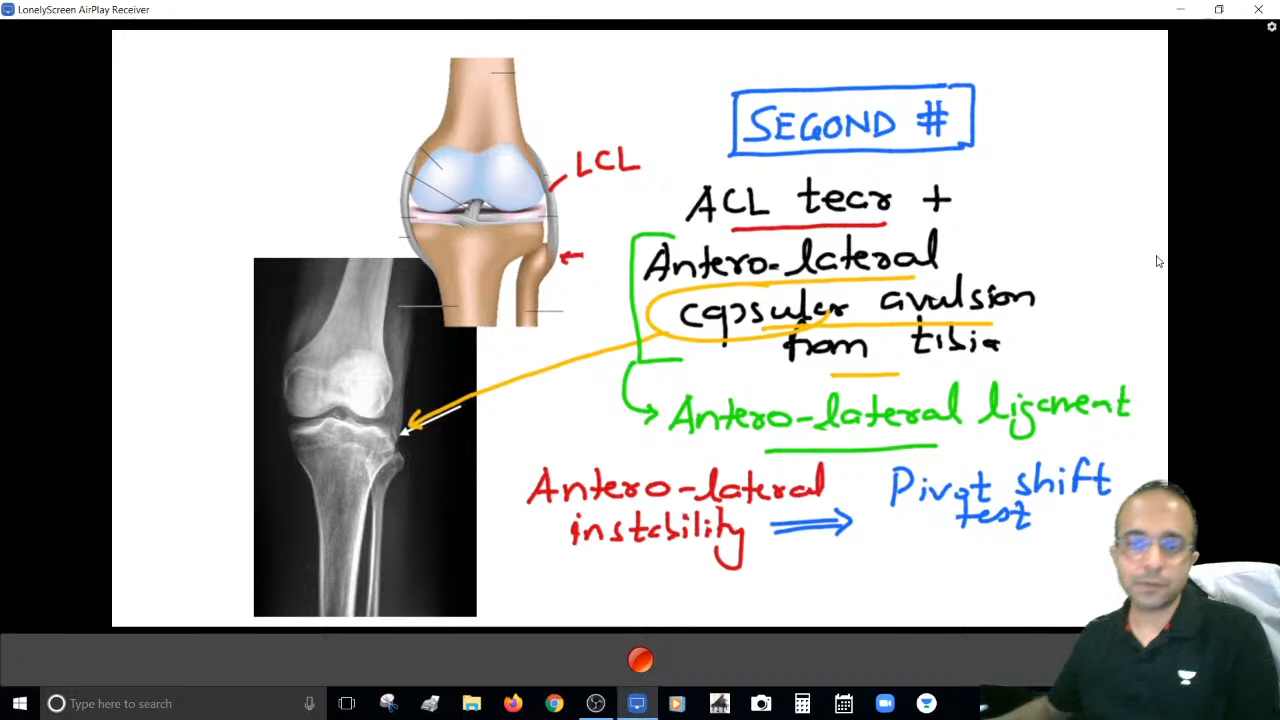 LonelyScreen AirPlay Receiver
SEGOND #
LCL
ACL tear +
Antero-lateral
capsular avulsion
from tibia
Antero-lateral ligament
Antero-lateral
instability
Pivot shift
test
Type here to search